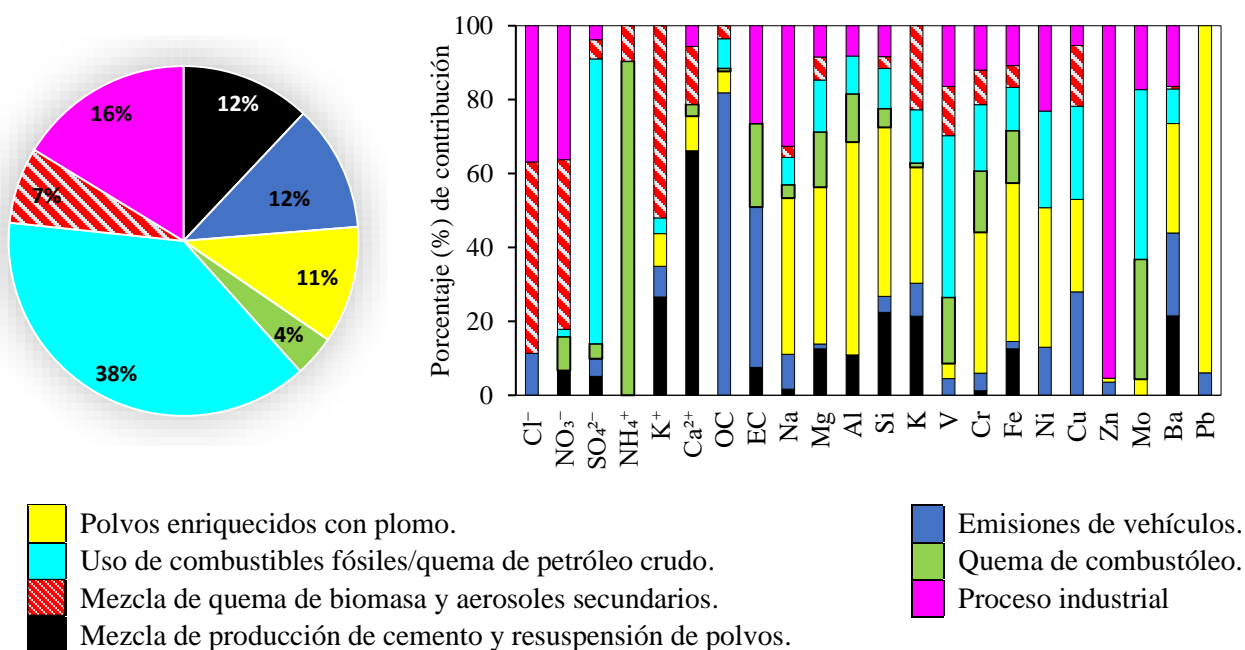 12%
12%
11%
4%
38%
7%
16%
Porcentaje (%) de contribución
100
80
60
40
20
0
Cl⁻
NO₃⁻
SO₄²⁻
NH₄⁺
K⁺
Ca²⁺
OC
EC
Na
Mg
Al
Si
K
V
Cr
Fe
Ni
Cu
Zn
Mo
Ba
Pb
Polvos enriquecidos con plomo.
Uso de combustibles fósiles/quema de petróleo crudo.
Mezcla de quema de biomasa y aerosoles secundarios.
Mezcla de producción de cemento y resuspensión de polvos.
Emisiones de vehículos.
Quema de combustóleo.
Proceso industrial